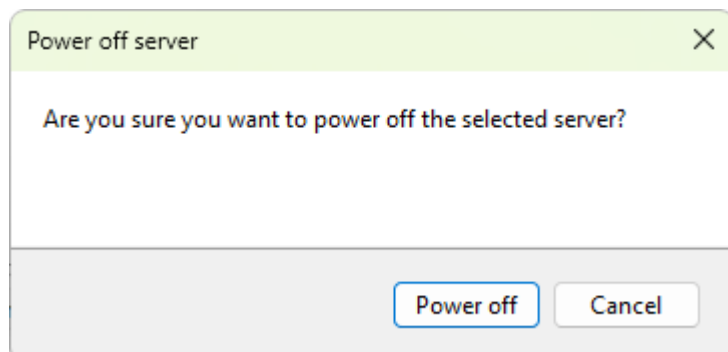 Power off server
Are you sure you want to power off the selected server?
Power off
Cancel